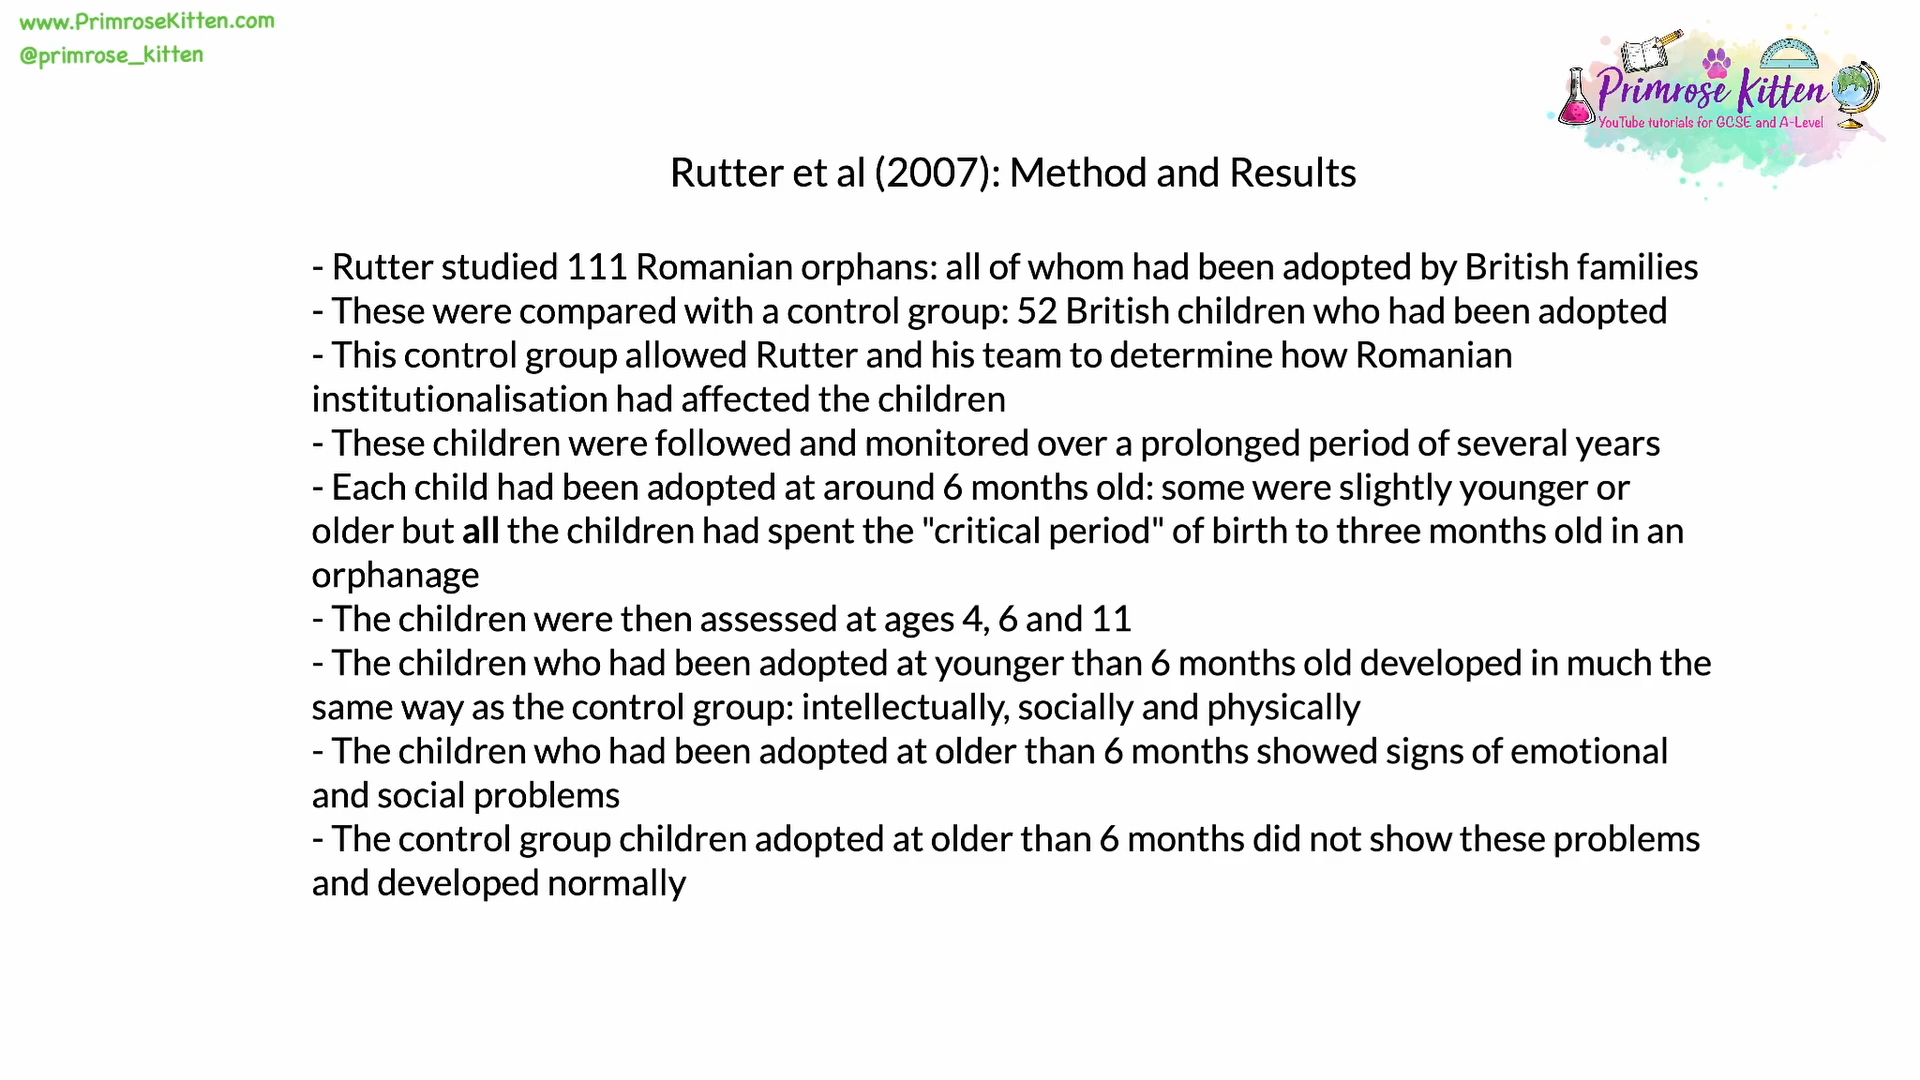 www.PrimroseKitten.com
@primrose_kitten
Primrose Kitten
YouTube tutorials for GCSE and A-Level
Rutter et al (2007): Method and Results
- Rutter studied 111 Romanian orphans: all of whom had been adopted by British families
- These were compared with a control group: 52 British children who had been adopted
- This control group allowed Rutter and his team to determine how Romanian
institutionalisation had affected the children
- These children were followed and monitored over a prolonged period of several years
- Each child had been adopted at around 6 months old: some were slightly younger or
older but all the children had spent the "critical period" of birth to three months old in an
orphanage
- The children were then assessed at ages 4, 6 and 11
- The children who had been adopted at younger than 6 months old developed in much the
same way as the control group: intellectually, socially and physically
- The children who had been adopted at older than 6 months showed signs of emotional
and social problems
- The control group children adopted at older than 6 months did not show these problems
and developed normally